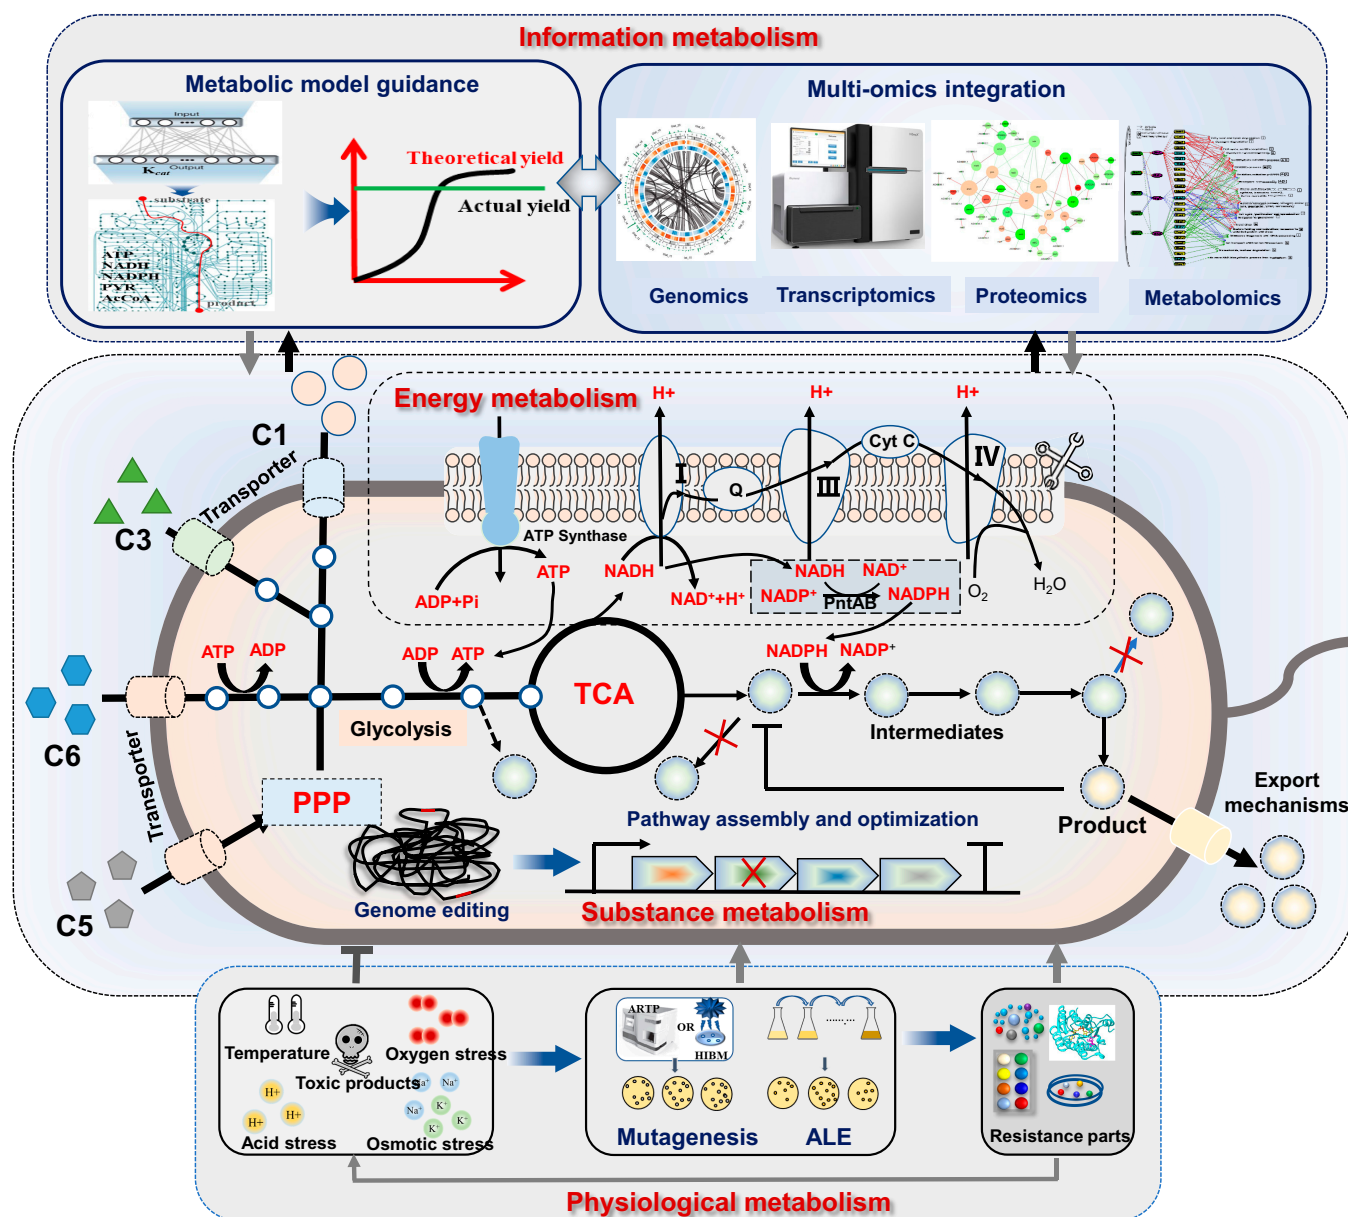 Information metabolism
Metabolic model guidance
Input
Output
Kcat
substrate
ATP
NADH
NADPH
PYR
AcCoA
product
Theoretical yield
Actual yield
Multi-omics integration
Genomics
Transcriptomics
Proteomics
Metabolomics
Energy metabolism
H+
H+
H+
C1
Transporter
C3
I
Q
III
Cyt C
IV
ATP Synthase
ATP
ADP+Pi
NADH
NAD⁺+H⁺
NADH
NAD⁺
NADP⁺
PntAB
NADPH
O₂
H₂O
ATP
ADP
ADP
ATP
NADPH
NADP⁺
TCA
C6
Glycolysis
Intermediates
Transporter
PPP
Product
Export
mechanisms
Pathway assembly and optimization
Genome editing
C5
Substance metabolism
Temperature
Oxygen stress
Toxic products
H+
H+
H+
Na⁺
Na⁺
Na⁺
K⁺
K⁺
K⁺
Acid stress
Osmotic stress
ARTP
OR
HIBM
Mutagenesis
ALE
Resistance parts
Physiological metabolism